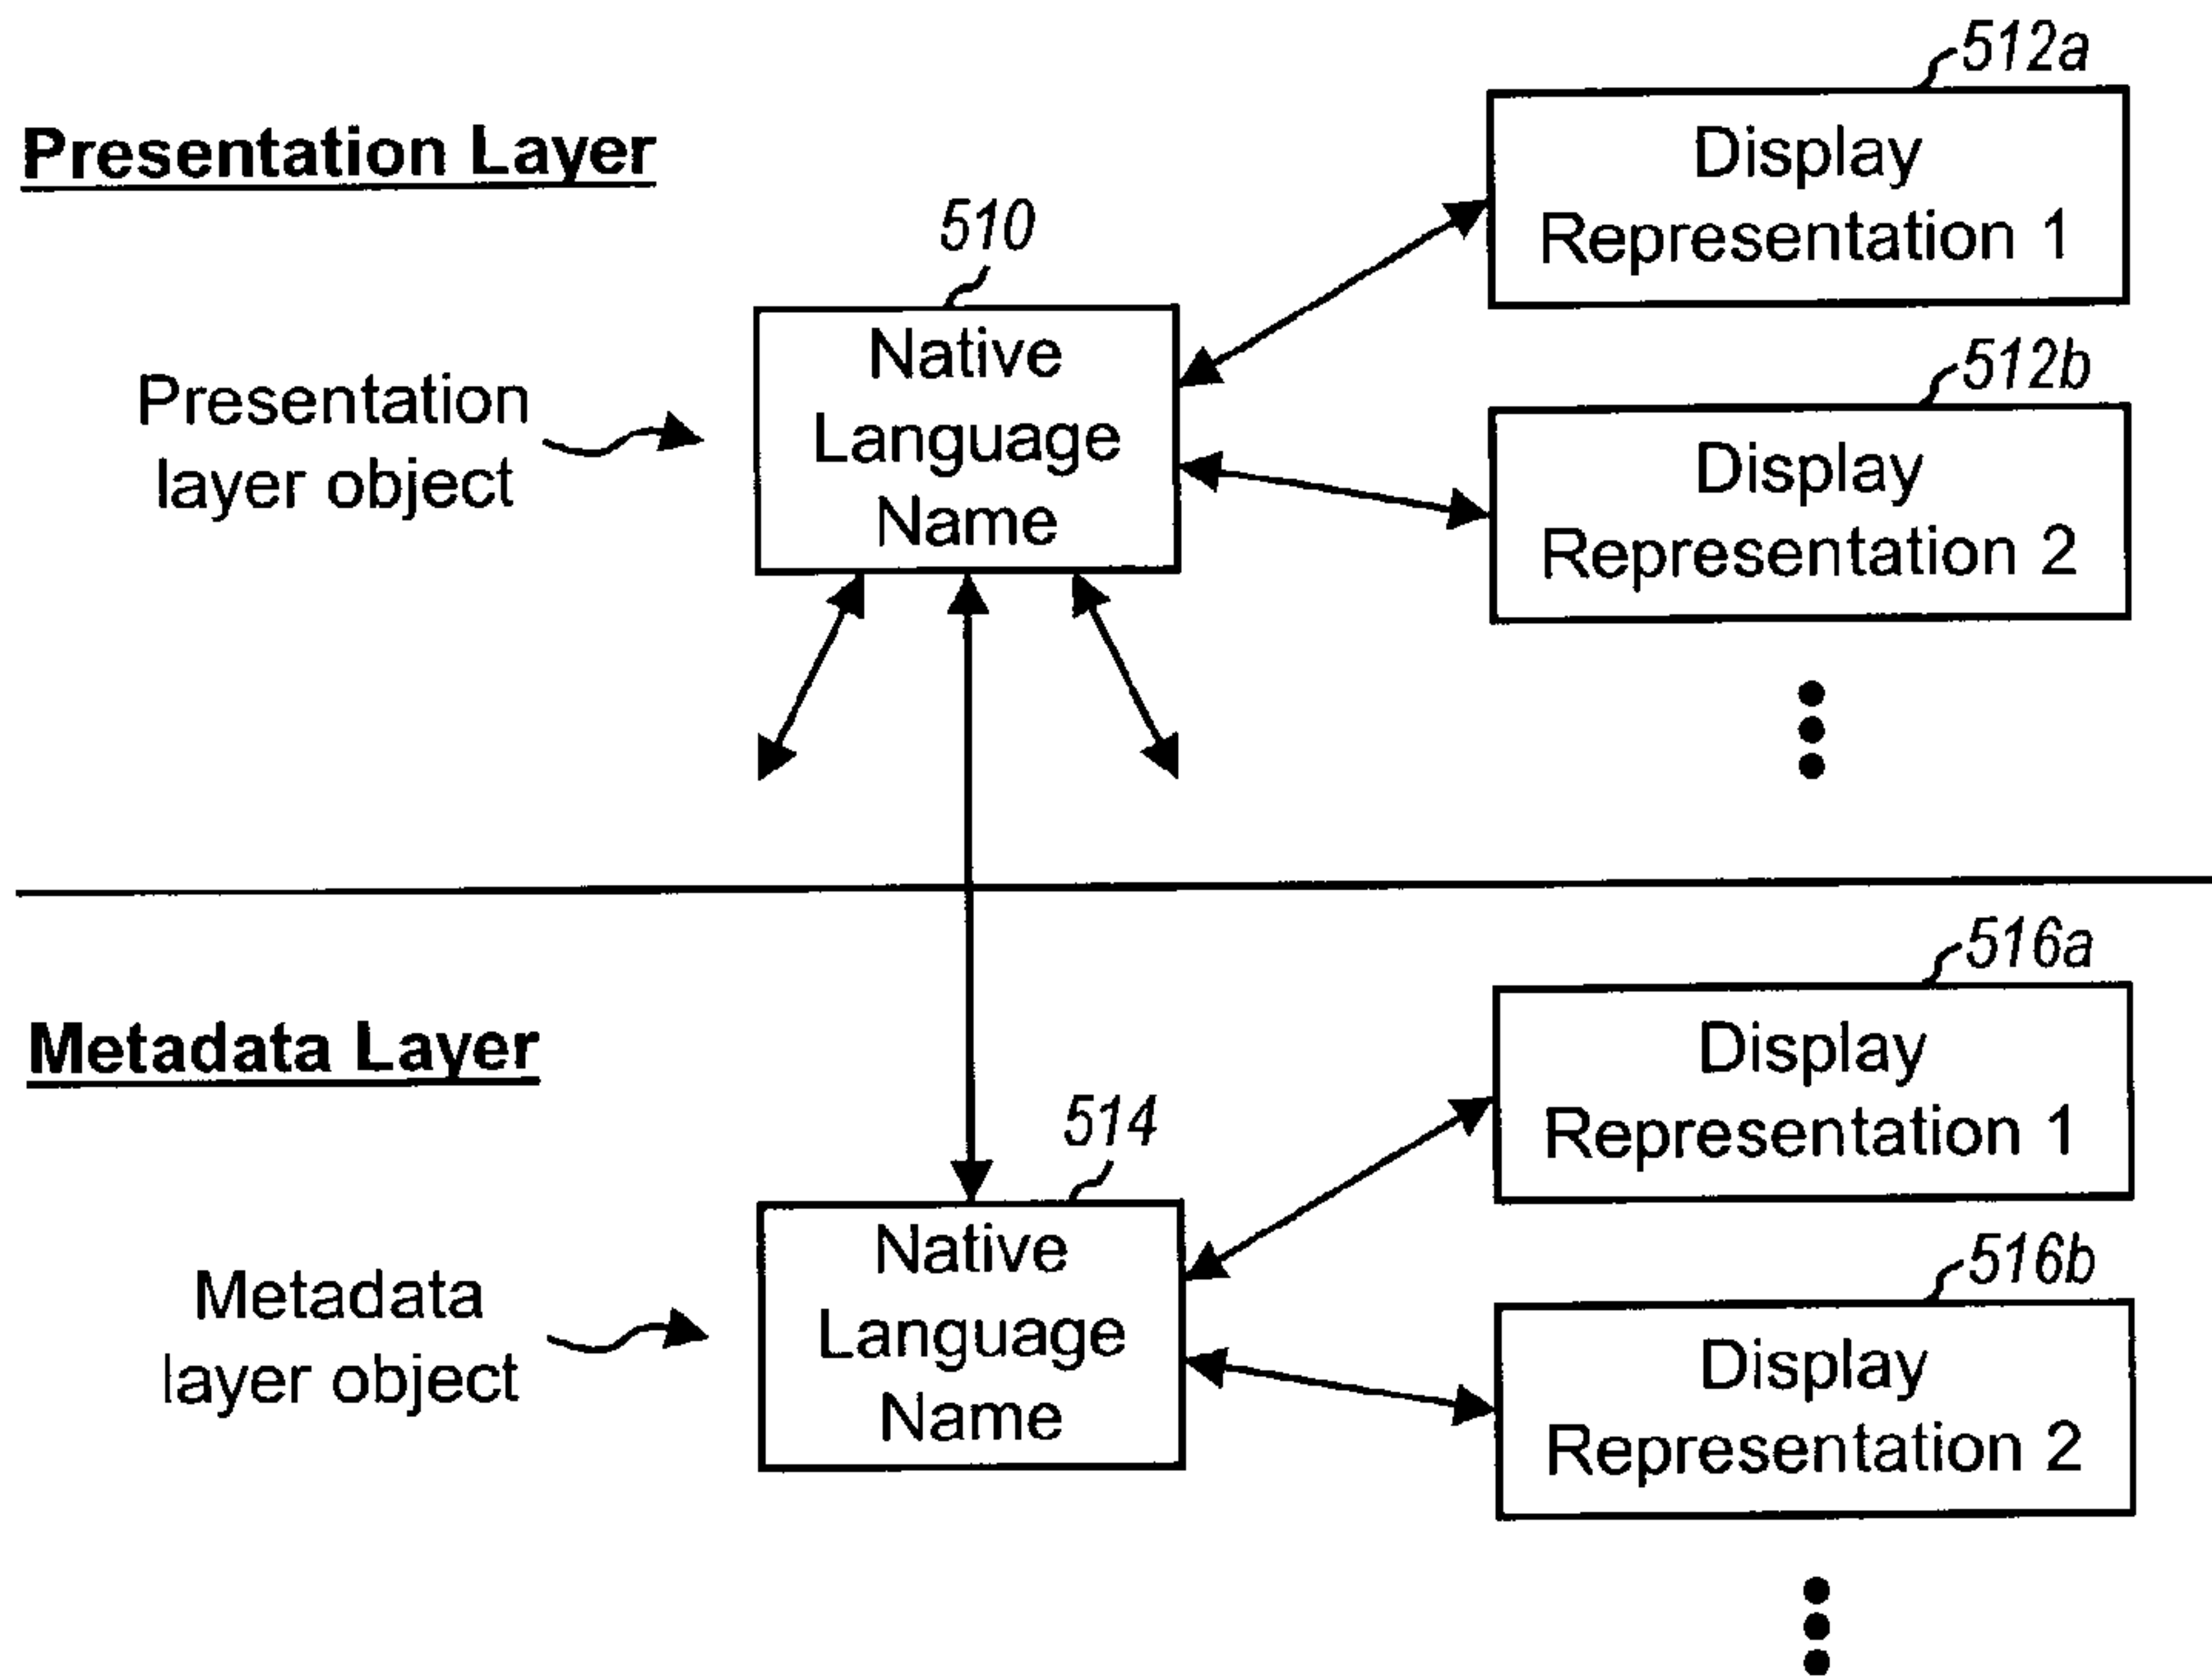 512a
Presentation Layer
Display
Representation 1
510
512b
Native
Language
Name
Presentation
layer object
Display
Representation 2
516a
Metadata Layer
Display
Representation 1
514
516b
Native
Language
Name
Metadata
layer object
Display
Representation 2